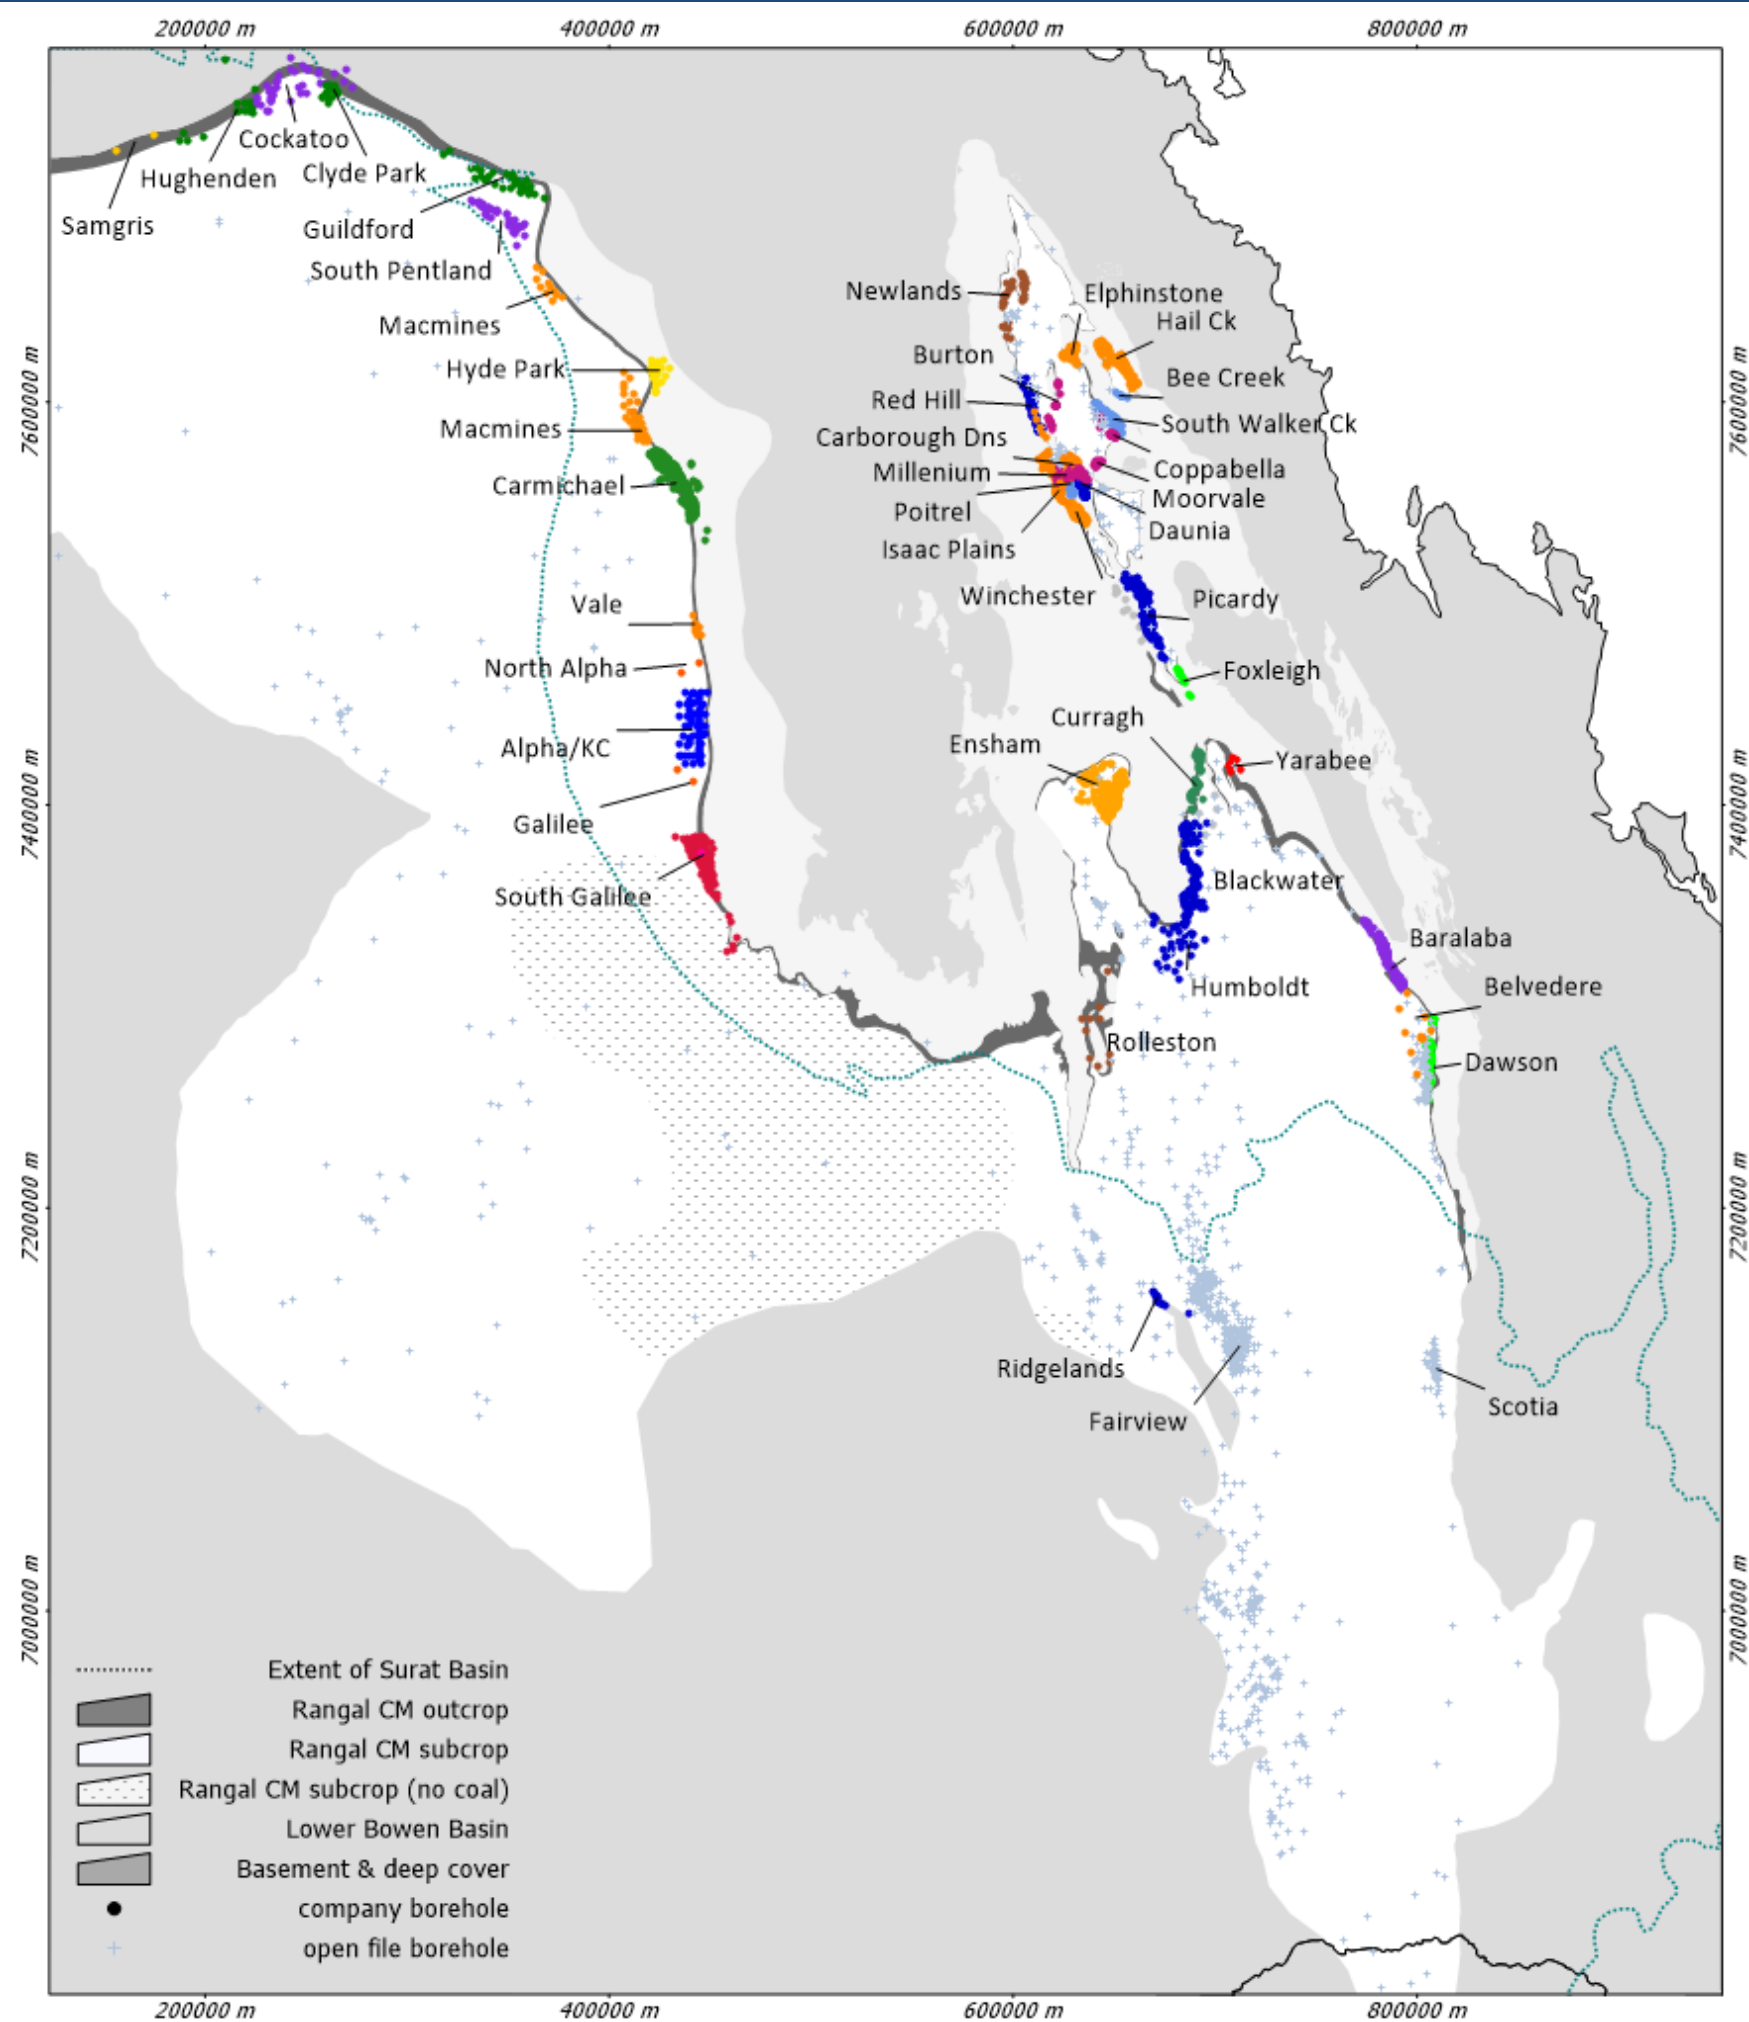 200000 m
400000 m
600000 m
800000 m
Cockatoo
Hughenden
Clyde Park
Samgris
Guildford
South Pentland
Macmines
Newlands
Elphinstone
Hail Ck
Burton
Hyde Park
Bee Creek
Red Hill
7600000 m
7600000 m
Macmines
South Walker Ck
Carborough Dns
Millenium
Coppabella
Carmichael
Moorvale
Poitrel
Daunia
Isaac Plains
Vale
Winchester
Picardy
North Alpha
Foxleigh
Curragh
Alpha/KC
Ensham
Yarabee
7400000 m
7400000 m
Galilee
South Galilee
Blackwater
Baralaba
Humboldt
Belvedere
Rolleston
Dawson
7200000 m
7200000 m
Ridgelands
Scotia
Fairview
7000000 m
7000000 m
Extent of Surat Basin
Rangal CM outcrop
Rangal CM subcrop
Rangal CM subcrop (no coal)
Lower Bowen Basin
Basement & deep cover
company borehole
open file borehole
200000 m
400000 m
600000 m
800000 m